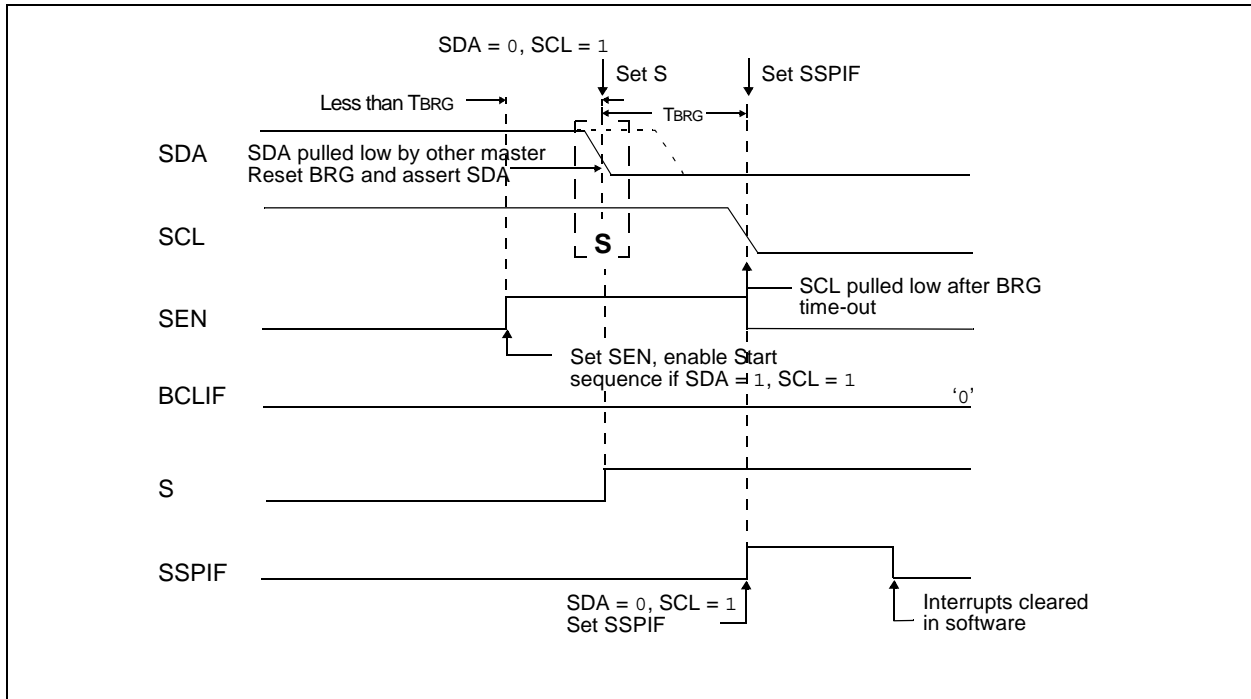 SDA = 0, SCL = 1
Set S
Set SSPIF
Less than TBRG
TBRG
SDA
SDA pulled low by other master
Reset BRG and assert SDA
SCL
S
SCL pulled low after BRG
time-out
SEN
Set SEN, enable Start
sequence if SDA = 1, SCL = 1
BCLIF
‘0’
S
SSPIF
SDA = 0, SCL = 1
Set SSPIF
Interrupts cleared
in software